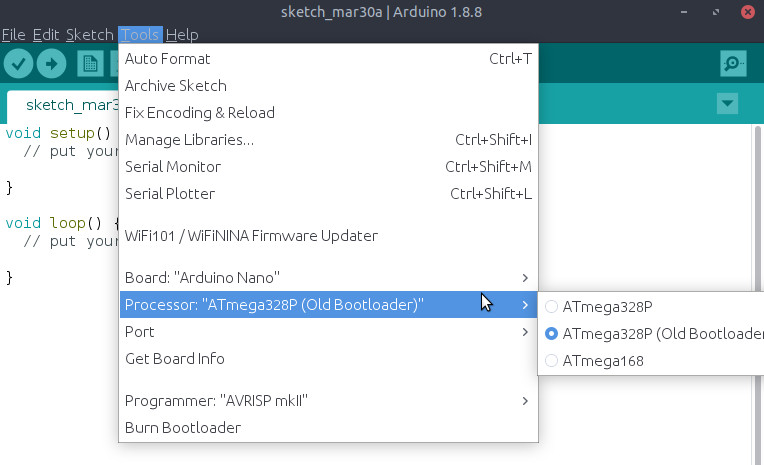 sketch_mar30a | Arduino 1.8.8
File Edit Sketch Tools Help
sketch_mar3
void setup()
// put your
}
void loop() {
// put your
}
Auto Format Ctrl+T
Archive Sketch
Fix Encoding & Reload
Manage Libraries... Ctrl+Shift+I
Serial Monitor Ctrl+Shift+M
Serial Plotter Ctrl+Shift+L
WiFi101 / WiFiNINA Firmware Updater
Board: "Arduino Nano"
Processor: "ATmega328P (Old Bootloader)"
Port
Get Board Info
Programmer: "AVRISP mkII"
Burn Bootloader
ATmega328P
ATmega328P (Old Bootloader
ATmega168